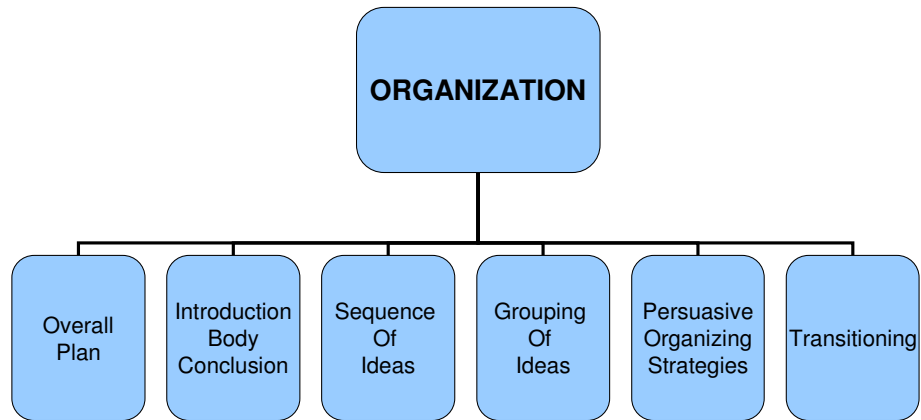 ORGANIZATION
Overall
Plan
Introduction
Body
Conclusion
Sequence
Of
Ideas
Grouping
Of
Ideas
Persuasive
Organizing
Strategies
Transitioning